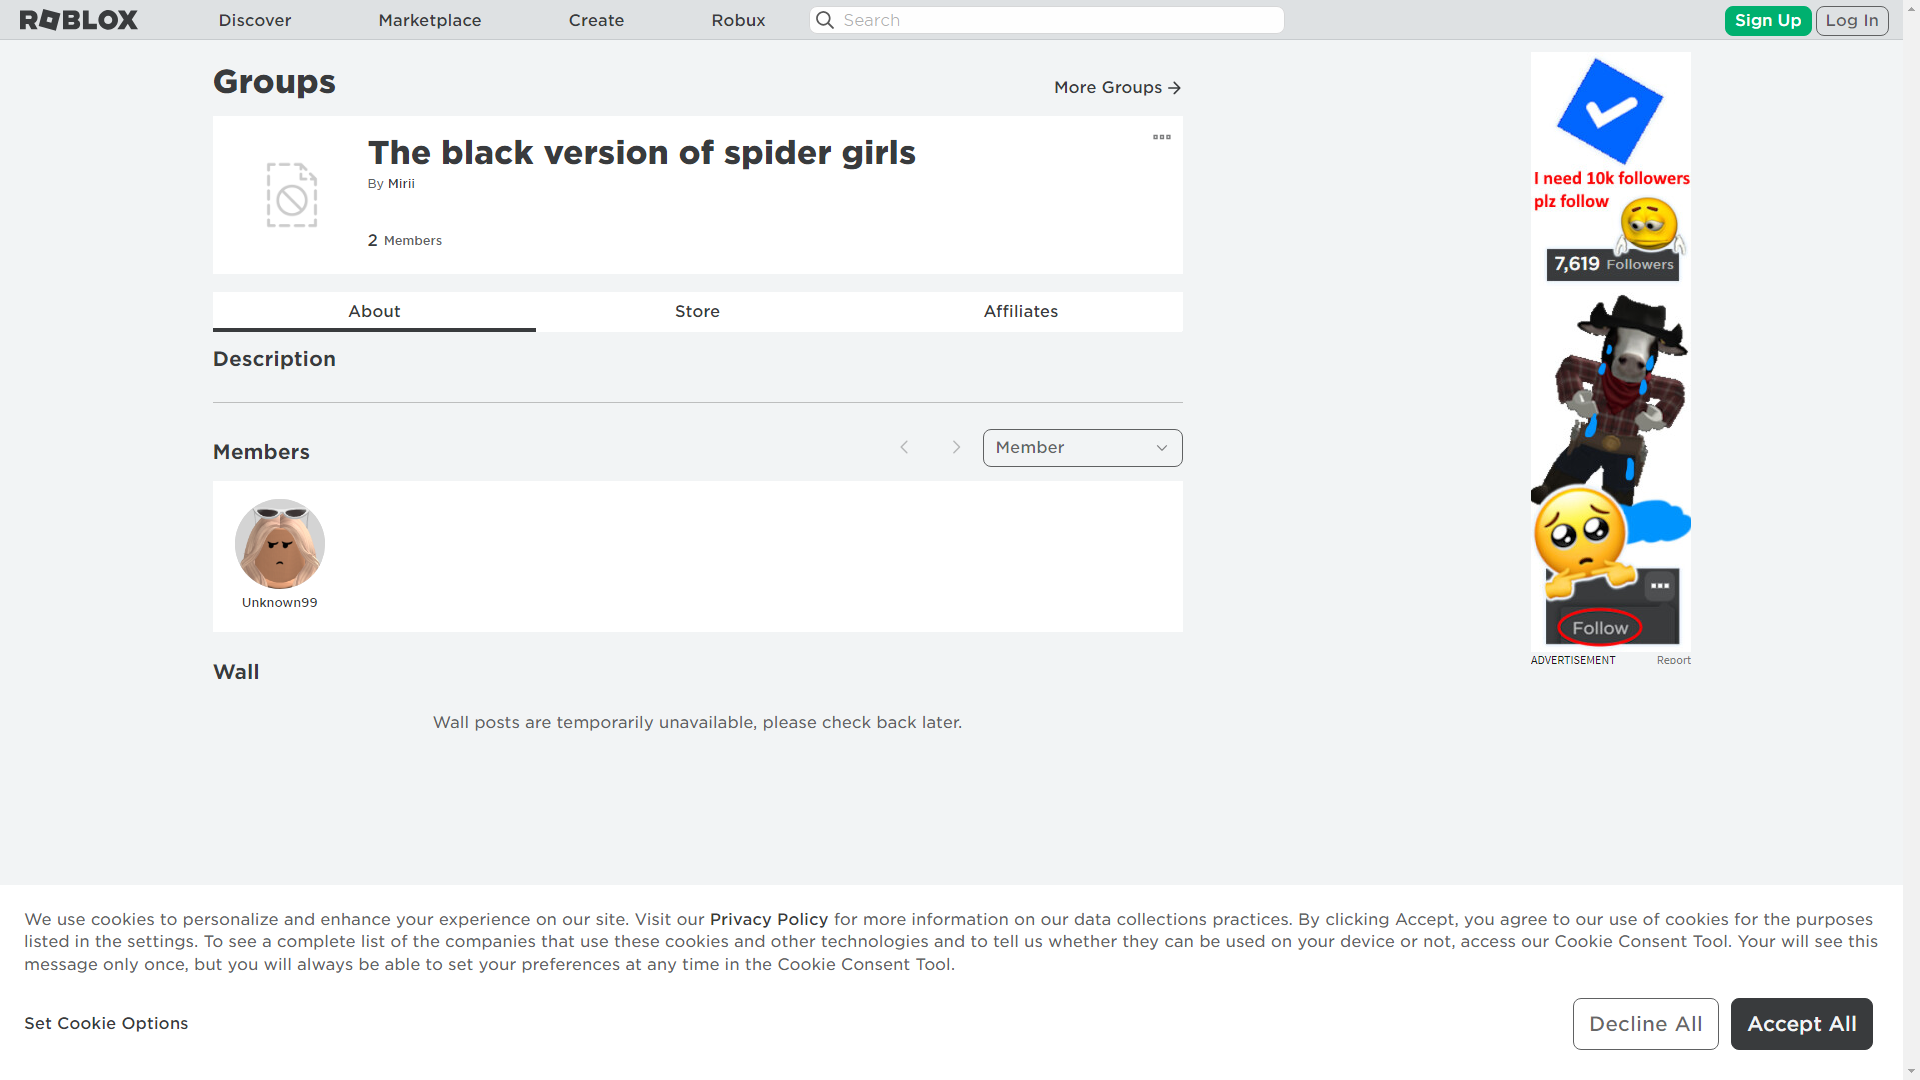 ROBLOX
Discover
Marketplace
Create
Robux
Search
Sign Up
Log In
Groups
More Groups
The black version of spider girls
By Mirii
2 Members
About
Store
Affiliates
Description
Members
Member
Unknown99
Wall
Wall posts are temporarily unavailable, please check back later.
I need 10k followers
plz follow
7,619 Followers
Follow
ADVERTISEMENT
Report
We use cookies to personalize and enhance your experience on our site. Visit our Privacy Policy for more information on our data collections practices. By clicking Accept, you agree to our use of cookies for the purposes
listed in the settings. To see a complete list of the companies that use these cookies and other technologies and to tell us whether they can be used on your device or not, access our Cookie Consent Tool. Your will see this
message only once, but you will always be able to set your preferences at any time in the Cookie Consent Tool.
Set Cookie Options
Decline All
Accept All